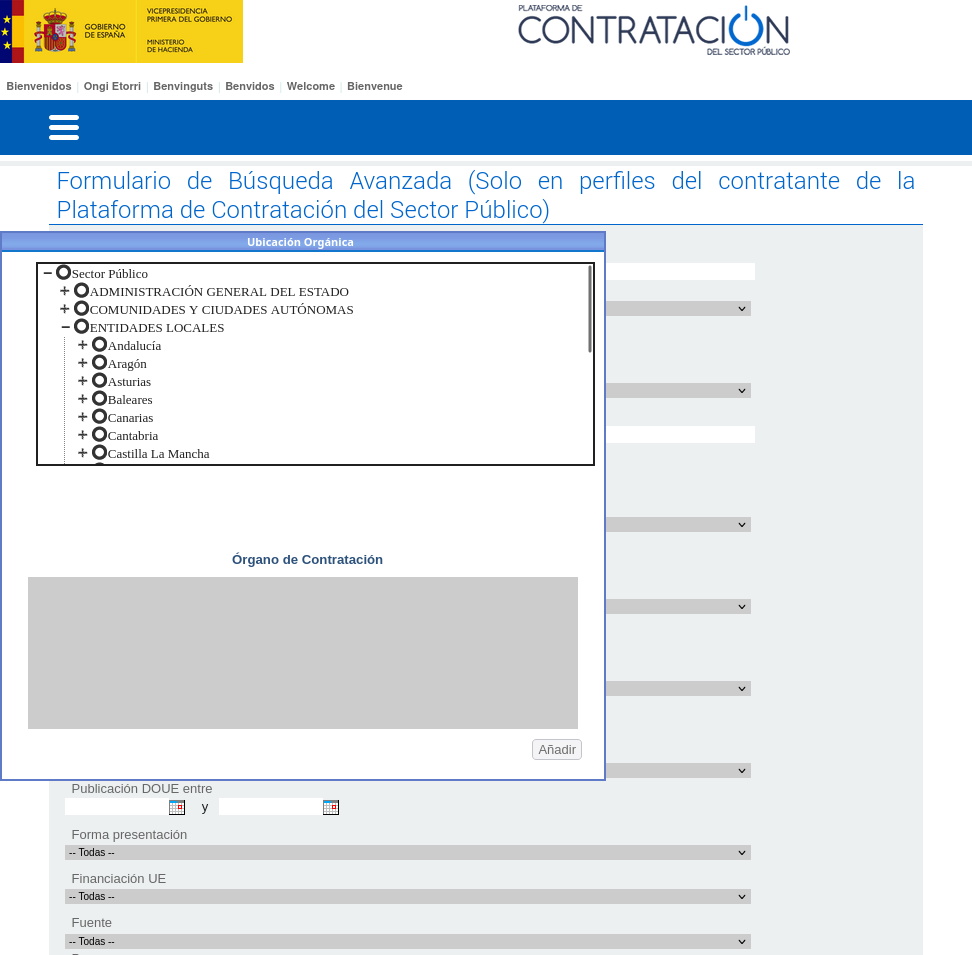 GOBIERNO
DE ESPAÑA
VICEPRESIDENCIA
PRIMERA DEL GOBIERNO
MINISTERIO
DE HACIENDA
PLATAFORMA DE
CONTRATACIÓN
DEL SECTOR PÚBLICO
Bienvenidos | Ongi Etorri | Benvinguts | Benvidos | Welcome | Bienvenue
Formulario de Búsqueda Avanzada (Solo en perfiles del contratante de la
Plataforma de Contratación del Sector Público)
Ubicación Orgánica
Sector Público
ADMINISTRACIÓN GENERAL DEL ESTADO
COMUNIDADES Y CIUDADES AUTÓNOMAS
ENTIDADES LOCALES
Andalucía
Aragón
Asturias
Baleares
Canarias
Cantabria
Castilla La Mancha
Órgano de Contratación
Añadir
Publicación DOUE entre
y
Forma presentación
-- Todas --
Financiación UE
-- Todas --
Fuente
-- Todas --